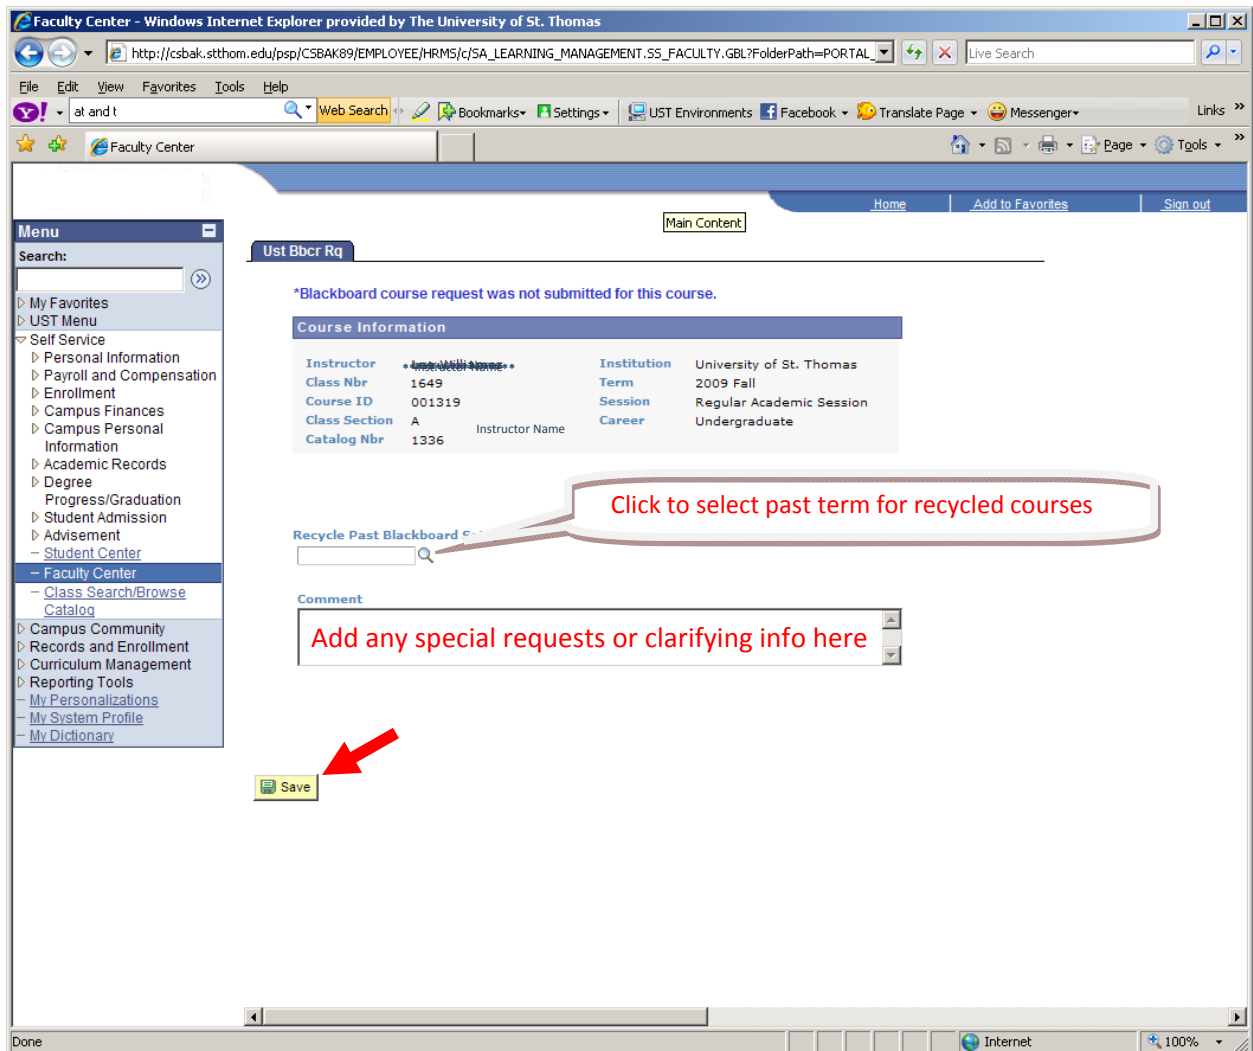 Faculty Center - Windows Internet Explorer provided by The University of St. Thomas
http://csbak.stthom.edu/psp/CSBAK89/EMPLOYEE/HRMS/c/SA_LEARNING_MANAGEMENT.SS_FACULTY.GBL?FolderPath=PORTAL_
Live Search
File Edit View Favorites Tools Help
Y! at and t Web Search Bookmarks Settings UST Environments Facebook Translate Page Messenger Links »
Faculty Center Page Tools »
Home Add to Favorites Sign out
Main Content
Menu
Search:
My Favorites
UST Menu
Self Service
Personal Information
Payroll and Compensation
Enrollment
Campus Finances
Campus Personal
Information
Academic Records
Degree
Progress/Graduation
Student Admission
Advisement
Student Center
Faculty Center
Class Search/Browse
Catalog
Campus Community
Records and Enrollment
Curriculum Management
Reporting Tools
My Personalizations
My System Profile
My Dictionary
Ust Bbcr Rq
*Blackboard course request was not submitted for this course.
Course Information
Instructor Institution University of St. Thomas
Class Nbr 1649 Term 2009 Fall
Course ID 001319 Session Regular Academic Session
Class Section A Career Undergraduate
Instructor Name
Catalog Nbr 1336
Click to select past term for recycled courses
Recycle Past Blackboard
Comment
Add any special requests or clarifying info here
Save
Done Internet 100%